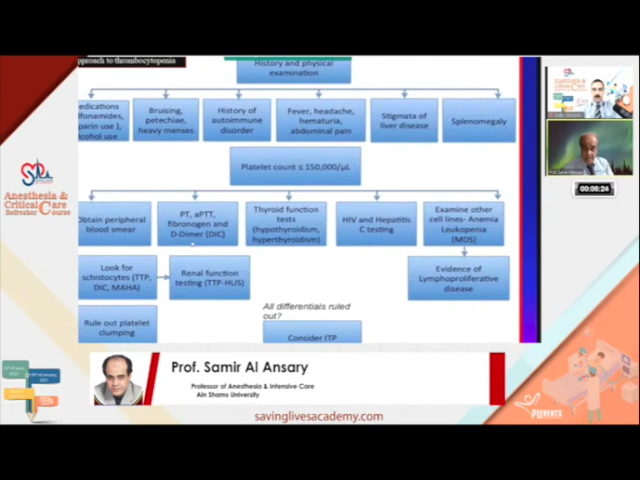 pproach to thrombocytopenia
History and physical
examination
edications
lfonamides,
parin use ),
cohol use
Bruising,
petechiae,
heavy menses
History of
autoimmune
disorder
Fever, headache,
hematuria,
abdominal pain
Stigmata of
liver disease
Splenomegaly
Platelet count ≤ 150,000/μL
Obtain peripheral
blood smear
PT, aPTT,
fibronogen and
D-Dimer (DIC)
Thyroid function
tests
(hypothyroidism,
hyperthyroidism)
HIV and Hepatitis
C testing
Examine other
cell lines- Anemia
Leukopenia
(MDS)
Look for
schistocytes (TTP,
DIC, MAHA)
Renal function
testing (TTP-HUS)
Evidence of
Lymphoproliferative
disease
Rule out platelet
clumping
All differentials ruled
out?
Consider ITP
Anesthesia &
Critical Care
Refresher Course
00:06:24
Prof. Samir Al Ansary
Professor of Anesthesia & Intensive Care
Ain Shams University
savinglivesacademy.com
PREVENTS